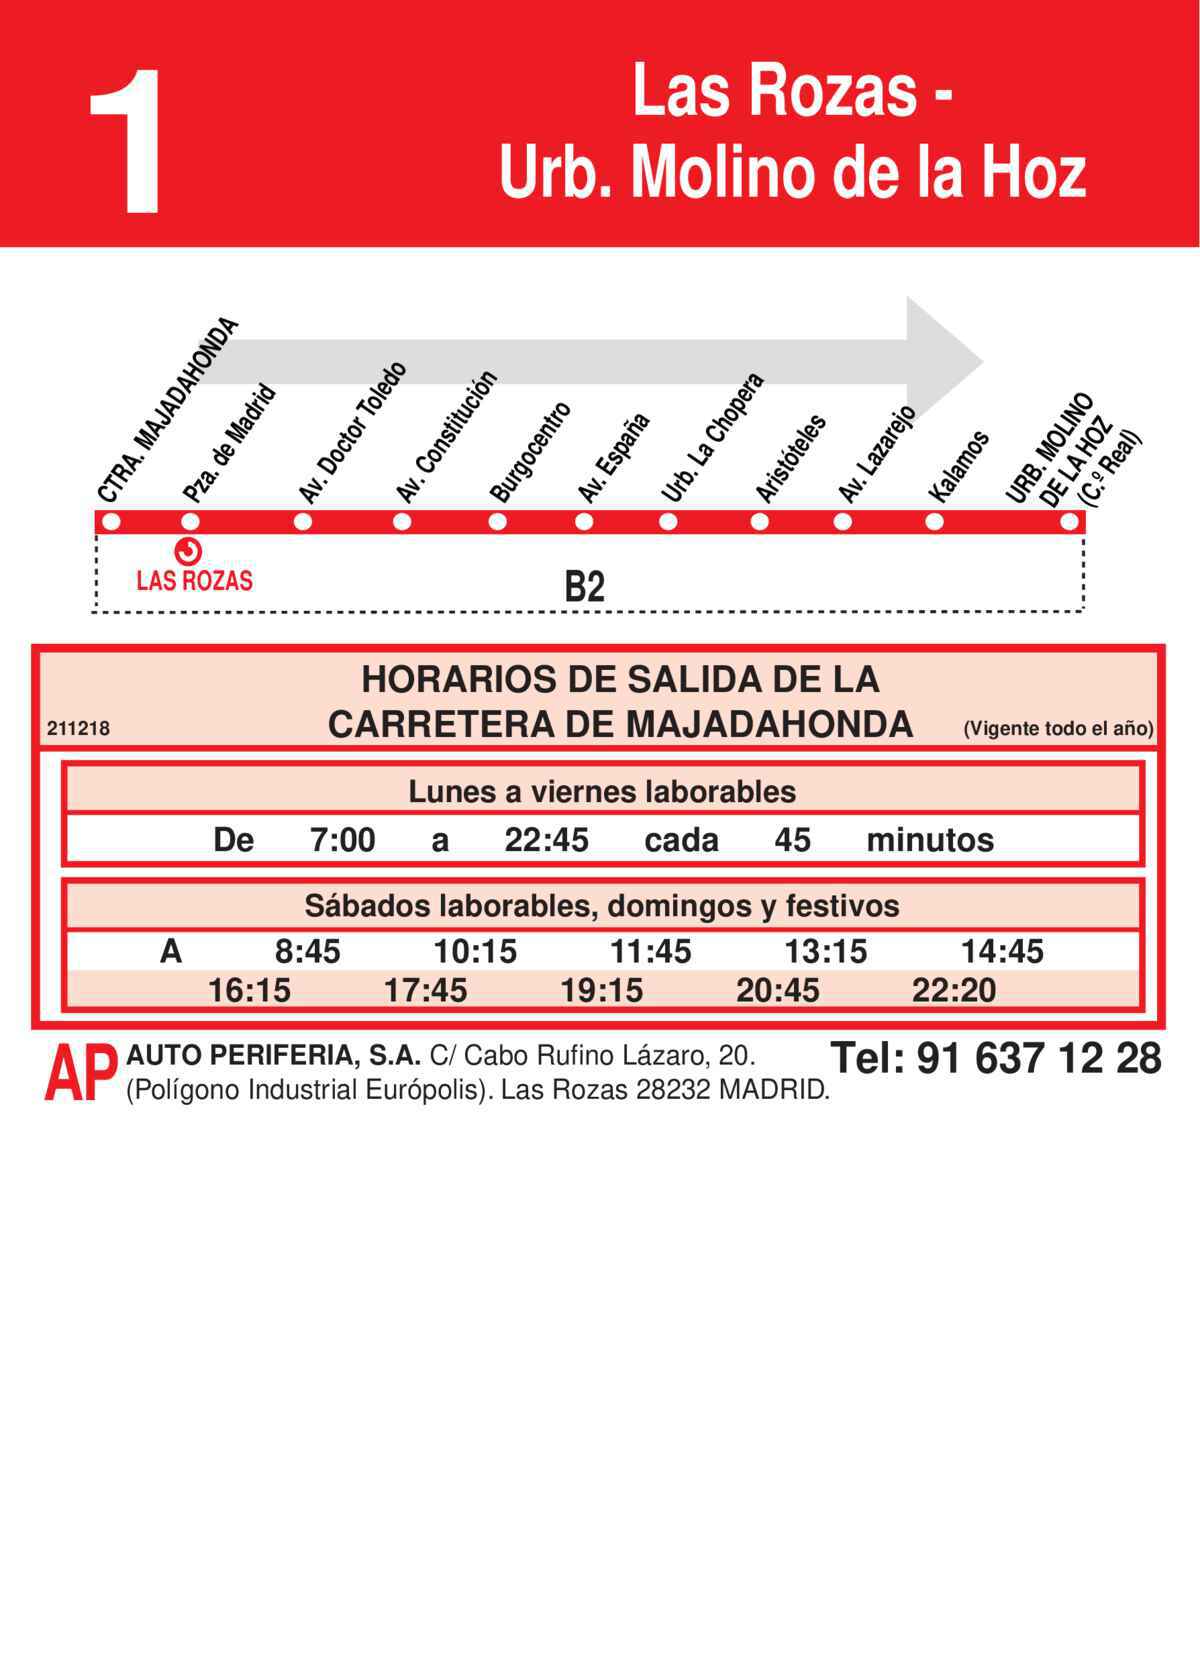 1
Las Rozas -
Urb. Molino de la Hoz
CTRA. MAJADAHONDA
Pza. de Madrid
Av. Doctor Toledo
Av. Constitución
Burgocentro
Av. España
Urb. La Chopera
Aristóteles
Av. Lazarejo
Kalamos
URB. MOLINO
DE LA HOZ
(C.º Real)
LAS ROZAS
B2
HORARIOS DE SALIDA DE LA
211218 CARRETERA DE MAJADAHONDA (Vigente todo el año)
Lunes a viernes laborables
De 7:00 a 22:45 cada 45 minutos
Sábados laborables, domingos y festivos
A 8:45 10:15 11:45 13:15 14:45
16:15 17:45 19:15 20:45 22:20
AP AUTO PERIFERIA, S.A. C/ Cabo Rufino Lázaro, 20. Tel: 91 637 12 28
(Polígono Industrial Európolis). Las Rozas 28232 MADRID.